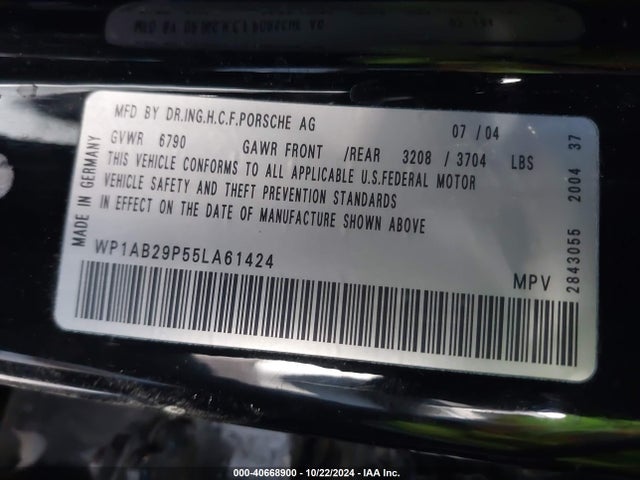 MFD BY DR.ING.H.C.F.PORSCHE AG 07 / 04
GVWR 6790 GAWR FRONT /REAR 3208 / 3704 LBS
THIS VEHICLE CONFORMS TO ALL APPLICABLE U.S.FEDERAL MOTOR
VEHICLE SAFETY AND THEFT PREVENTION STANDARDS
IN EFFECT ON THE DATE OF MANUFACTURE SHOWN ABOVE
WP1AB29P55LA61424
MPV
MADE IN GERMANY
2843055 2004 37
000-40668900 - 10/22/2024 - IAA Inc.